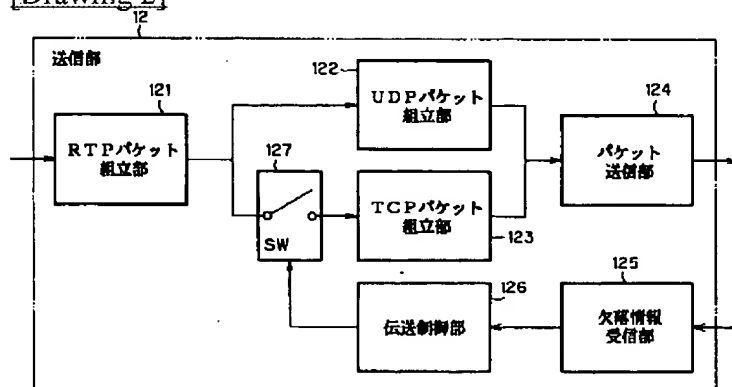 [Drawing 2]
12
送信部
121
RTPパケット
組立部
122
UDPパケット
組立部
127
SW
TCPパケット
組立部
123
124
パケット
送信部
126
伝送制御部
125
欠落情報
受信部